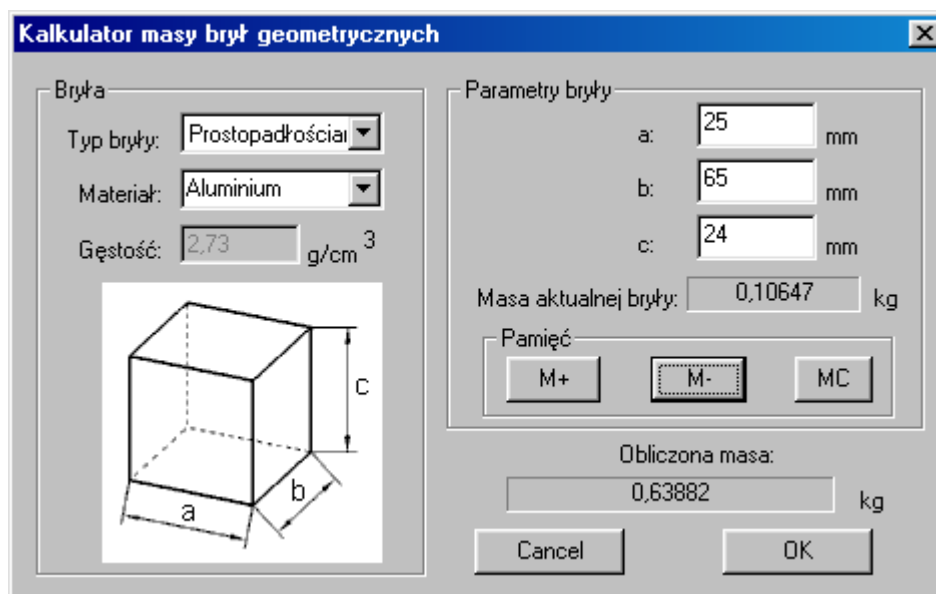 Kalkulator masy brył geometrycznych
Bryła
Typ bryły: Prostopadłościan
Materiał: Aluminium
Gęstość: 2,73 g/cm 3
a
b
c
Parametry bryły
a: 25 mm
b: 65 mm
c: 24 mm
Masa aktualnej bryły: 0,10647 kg
Pamięć
M+ M- MC
Obliczona masa:
0,63882 kg
Cancel OK